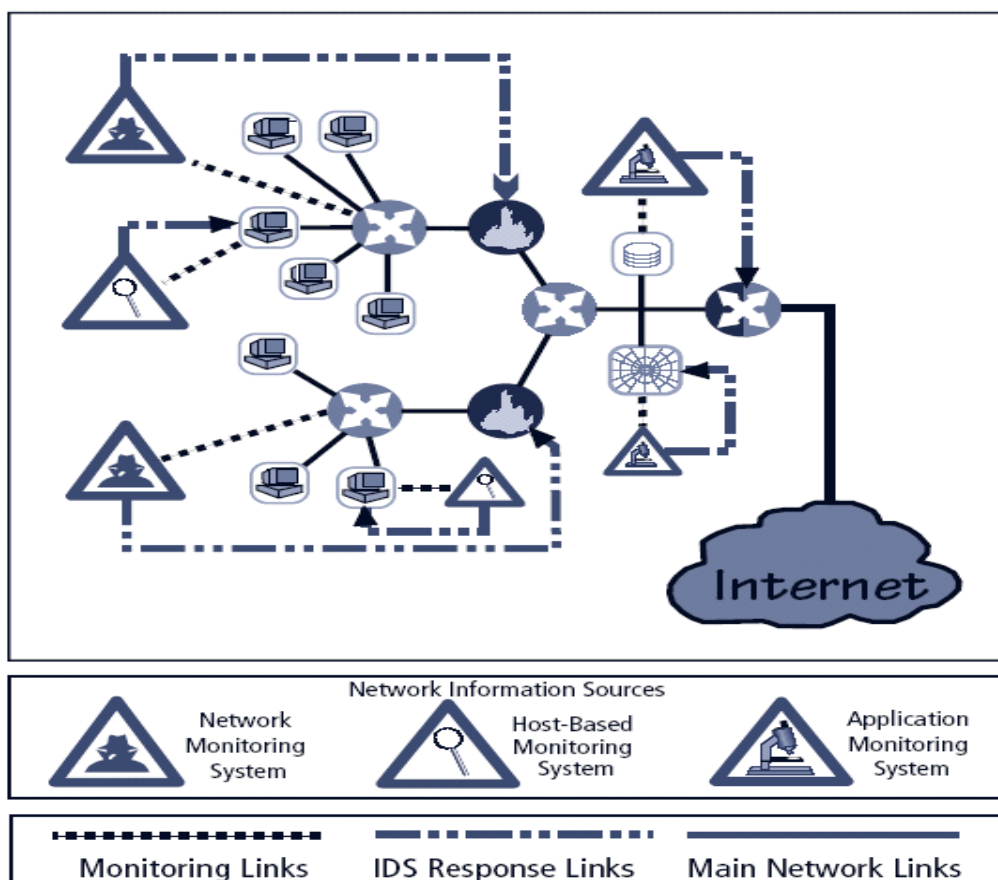 Internet
Network Information Sources
Network
Monitoring
System
Host-Based
Monitoring
System
Application
Monitoring
System
Monitoring Links
IDS Response Links
Main Network Links